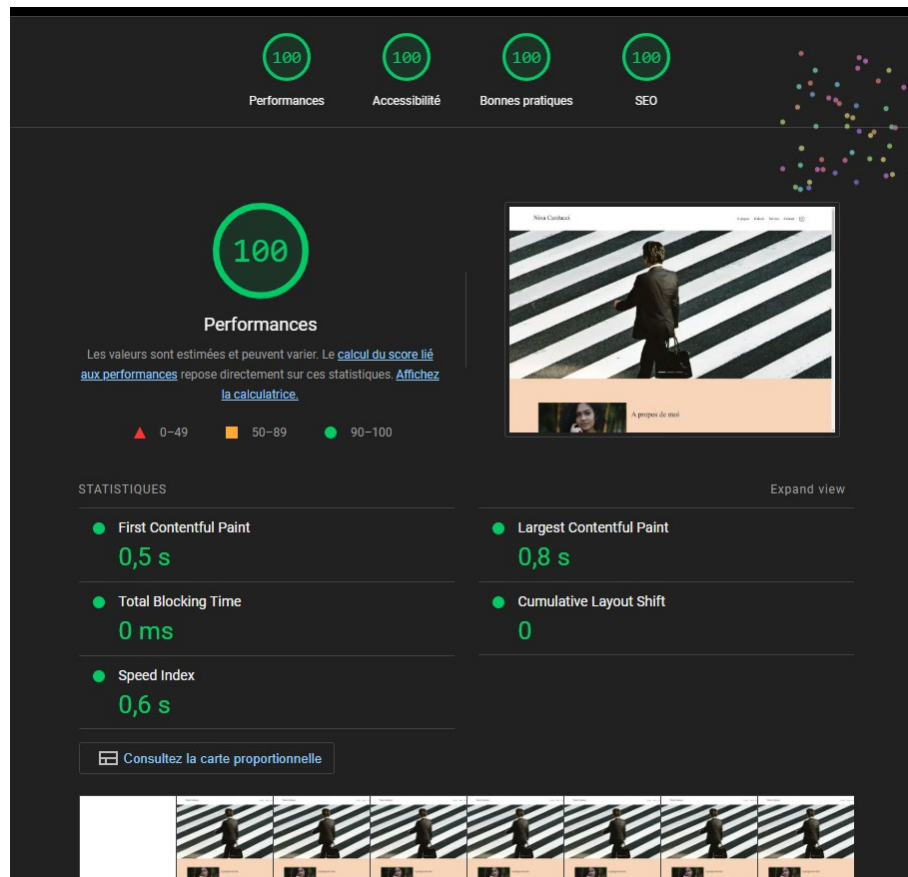 100 100 100 100
Performances Accessibilité Bonnes pratiques SEO
100
Performances
Les valeurs sont estimées et peuvent varier. Le calcul du score lié
aux performances repose directement sur ces statistiques. Affichez
la calculatrice.
0–49 50–89 90–100
Nina Carducci
A propos de moi
STATISTIQUES Expand view
First Contentful Paint
0,5 s
Largest Contentful Paint
0,8 s
Total Blocking Time
0 ms
Cumulative Layout Shift
0
Speed Index
0,6 s
Consultez la carte proportionnelle